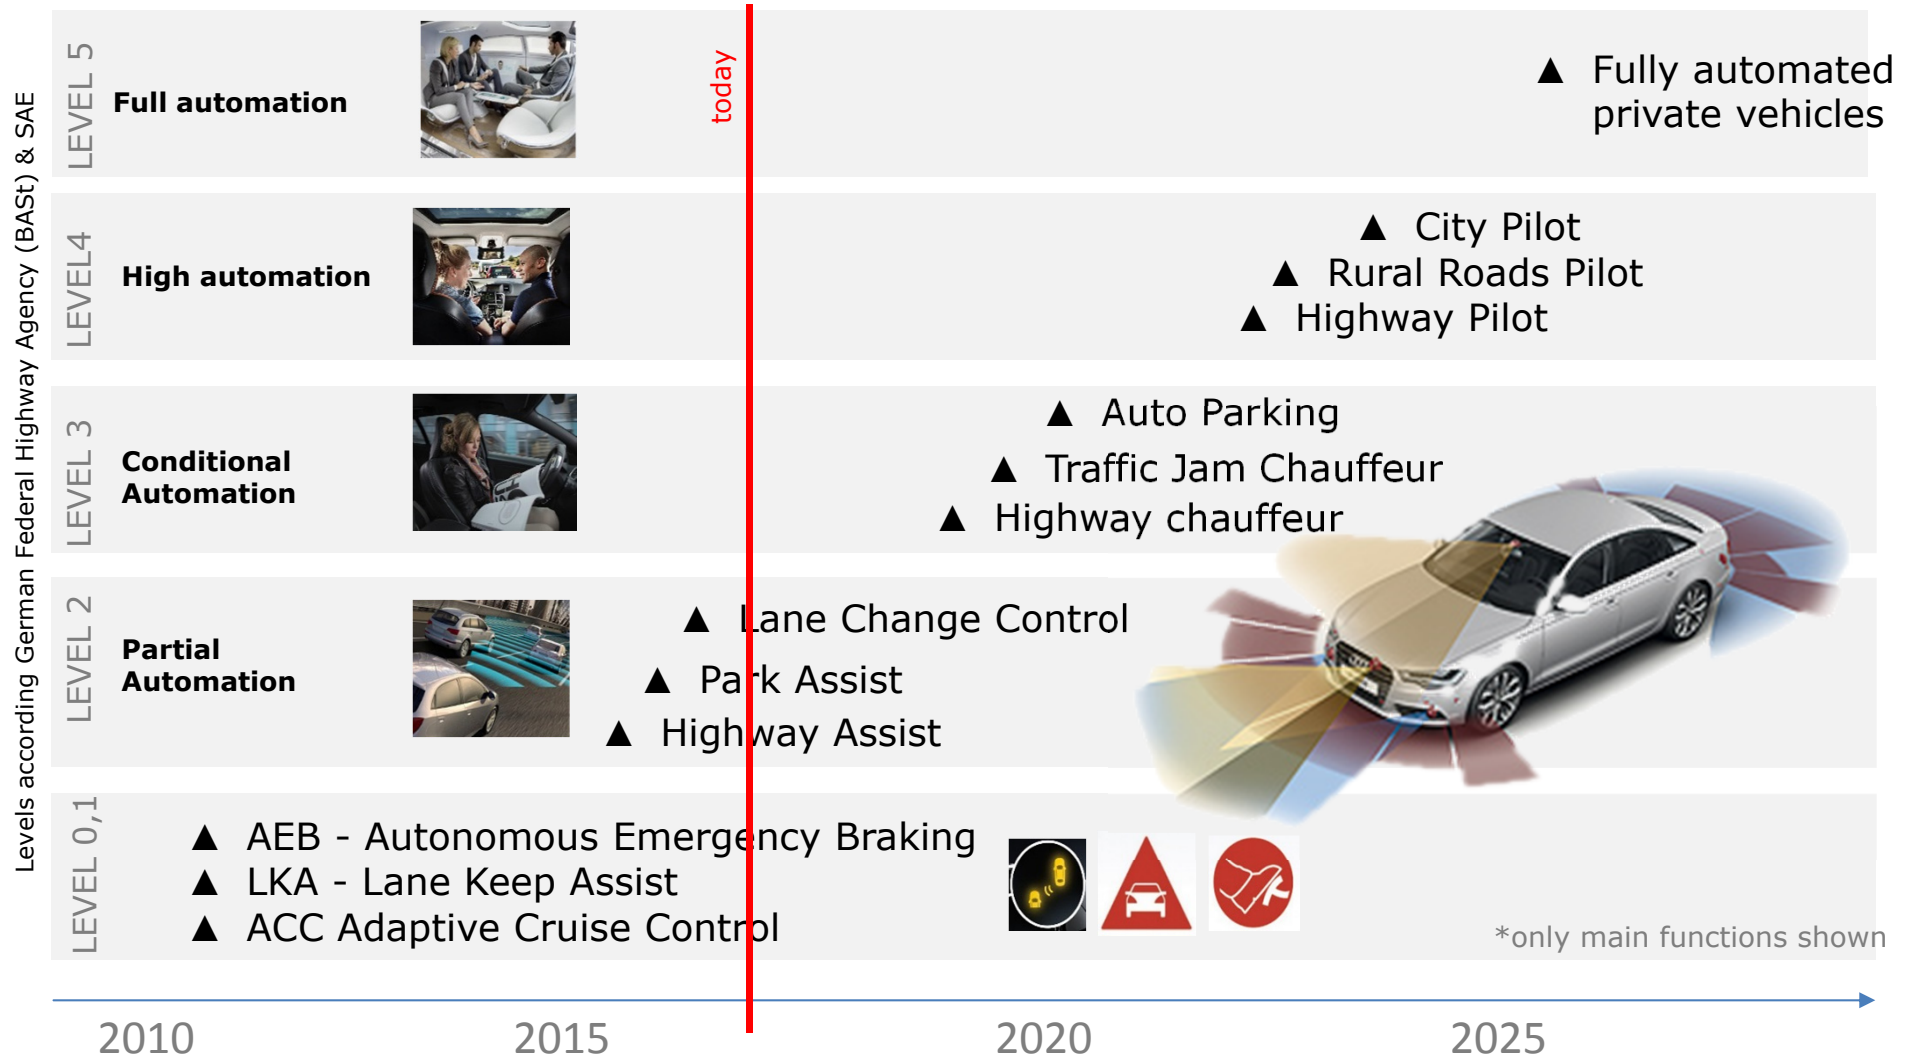 Levels according German Federal Highway Agency (BASt) & SAE
LEVEL 5
Full automation
today
▲ Fully automated
private vehicles
LEVEL4
High automation
▲ City Pilot
▲ Rural Roads Pilot
▲ Highway Pilot
LEVEL 3
Conditional
Automation
▲ Auto Parking
▲ Traffic Jam Chauffeur
▲ Highway chauffeur
LEVEL 2
Partial
Automation
▲ Lane Change Control
▲ Park Assist
▲ Highway Assist
LEVEL 0,1
▲ AEB - Autonomous Emergency Braking
▲ LKA - Lane Keep Assist
▲ ACC Adaptive Cruise Control
*only main functions shown
2010 2015 2020 2025